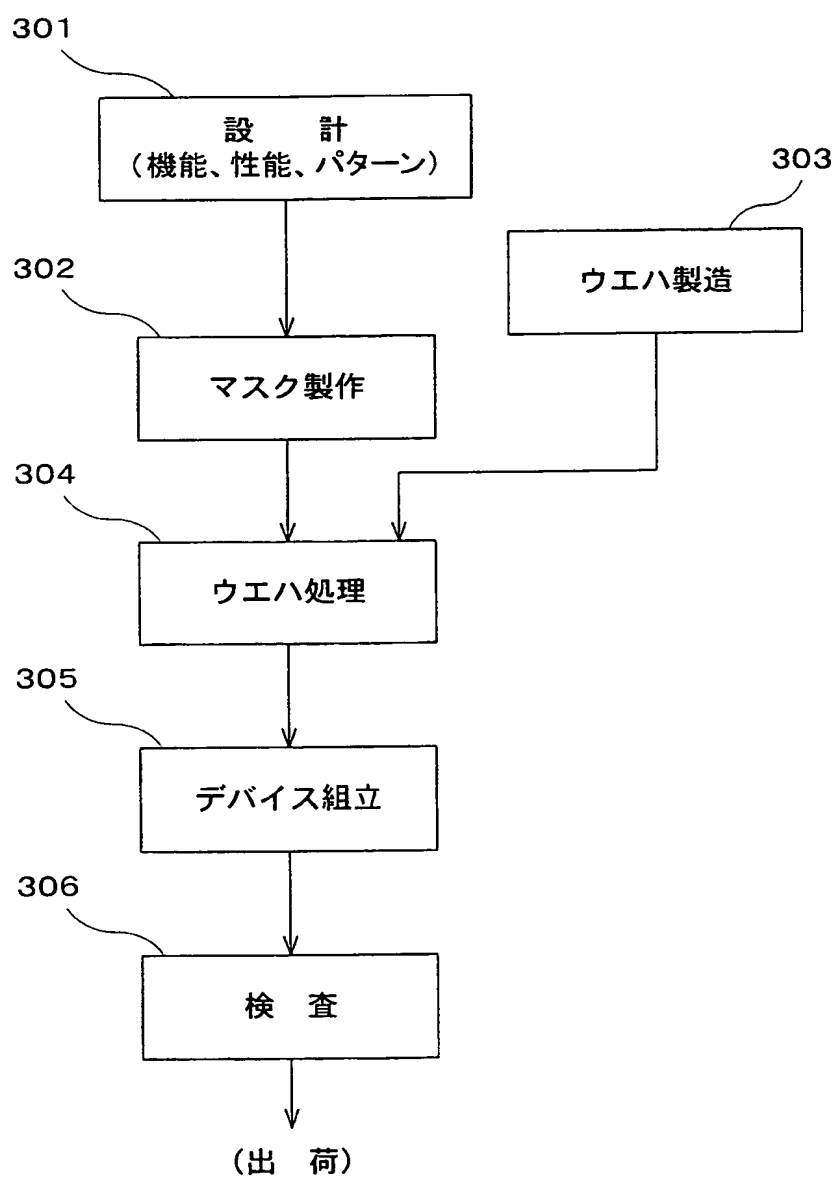 301
設　計
（機能、性能、パターン）
303
ウエハ製造
302
マスク製作
304
ウエハ処理
305
デバイス組立
306
検　査
（出　荷）